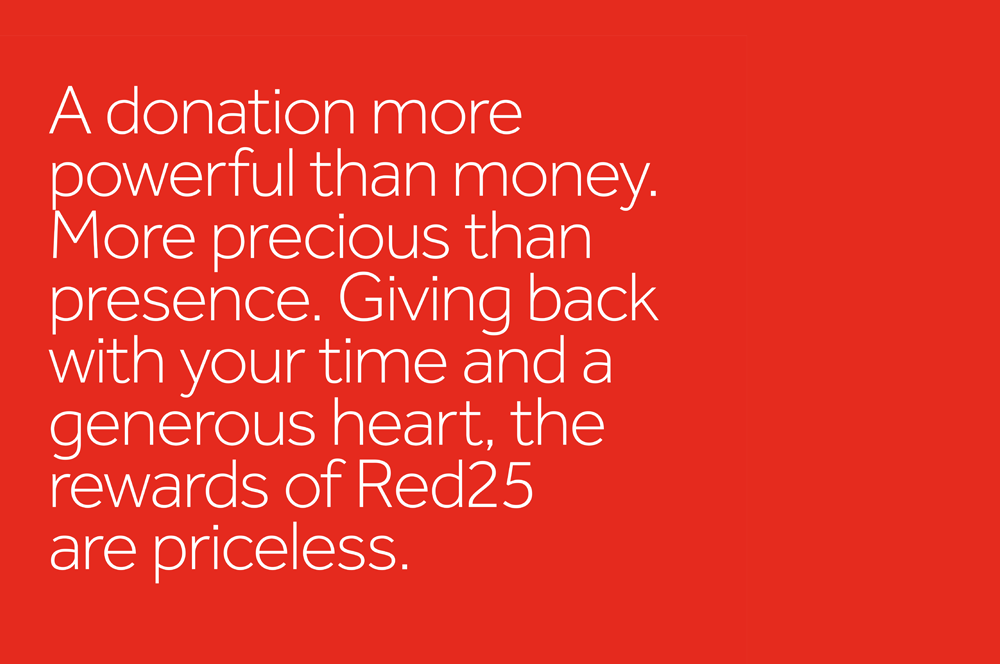 A donation more
powerful than money.
More precious than
presence. Giving back
with your time and a
generous heart, the
rewards of Red25
are priceless.